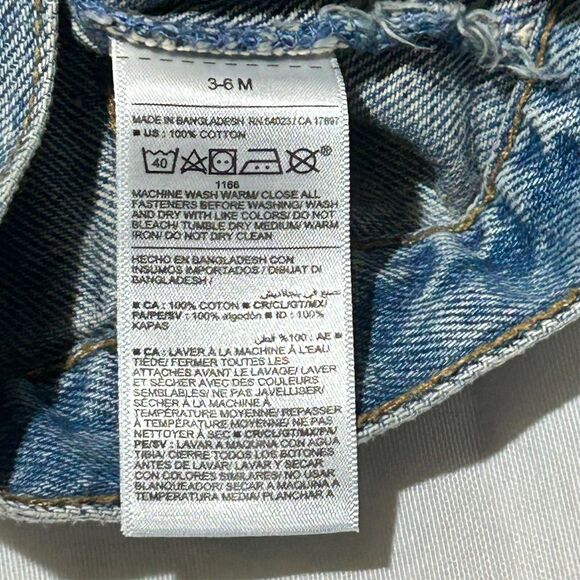 3-6 M
MADE IN BANGLADESH RN 54023/ CA 17897
■ US : 100% COTTON
40
1166
MACHINE WASH WARM/ CLOSE ALL
FASTENERS BEFORE WASHING/ WASH
AND DRY WITH LIKE COLORS/ DO NOT
BLEACH/ TUMBLE DRY MEDIUM/ WARM
IRON/ DO NOT DRY CLEAN
HECHO EN BANGLADESH CON
INSUMOS IMPORTADOS / DIBUAT DI
BANGLADESH /
صنع في بنجلاديش
■ CA : 100% COTON ■ CR/CL/GT/MX/
PA/PE/SV : 100% algodón ■ ID : 100%
KAPAS
AE : 100% القطن
■ CA : LAVER À LA MACHINE À L'EAU
TIÈDE/ FERMER TOUTES LES
ATTACHES AVANT LE LAVAGE/ LAVER
ET SÉCHER AVEC DES COULEURS
SEMBLABLES/ NE PAS JAVELLISER/
SÉCHER À LA MACHINE À
TEMPÉRATURE MOYENNE/ REPASSER
À TEMPÉRATURE MOYENNE/ NE PAS
NETTOYER À SEC ■ CR/CL/GT/MX/PA/
PE/SV : LAVAR A MAQUINA CON AGUA
TIBIA/ CIERRE TODOS LOS BOTONES
ANTES DE LAVAR/ LAVAR Y SECAR
CON COLORES SIMILARES/ NO USAR
BLANQUEADOR/ SECAR A MAQUINA A
TEMPERATURA MEDIA/ PLANCHAR A